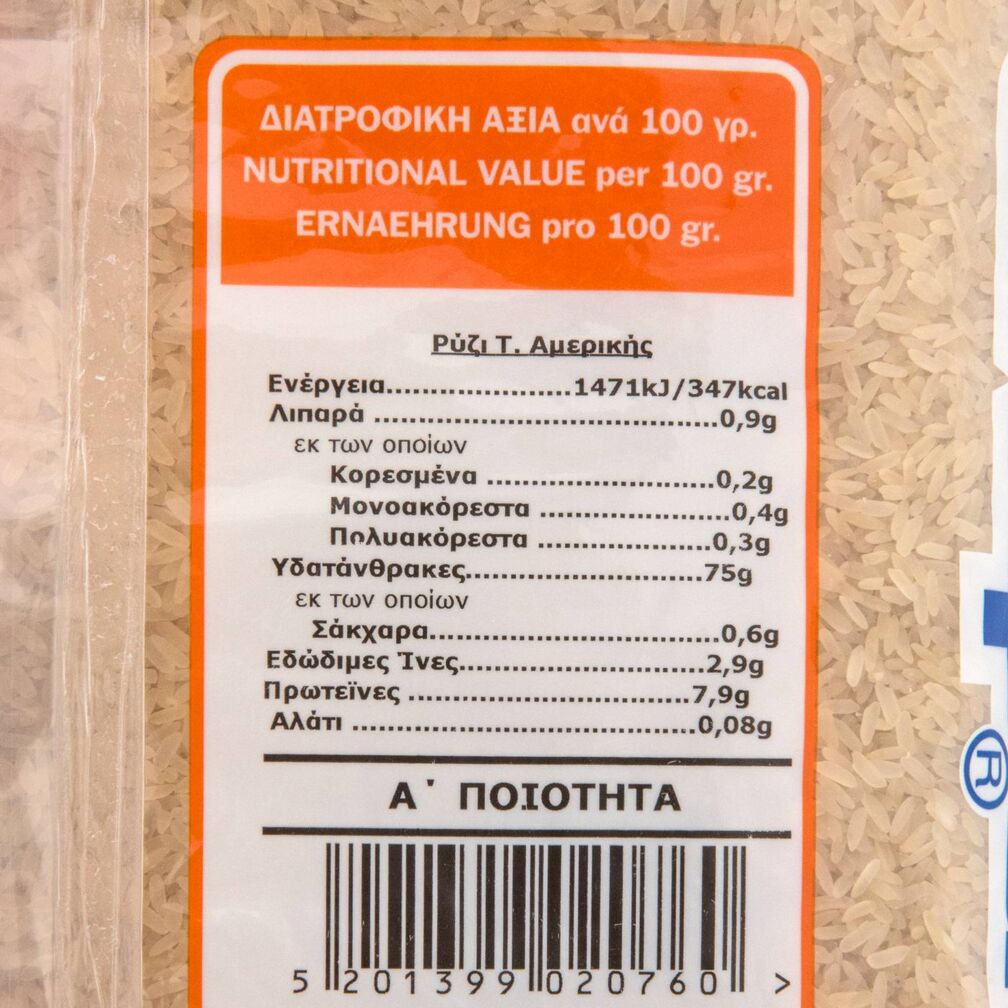 ΔΙΑΤΡΟΦΙΚΗ ΑΞΙΑ ανά 100 γρ.
NUTRITIONAL VALUE per 100 gr.
ERNAEHRUNG pro 100 gr.
Ρύζι Τ. Αμερικής
Ενέργεια......................1471kJ/347kcal
Λιπαρά ........................................0,9g
εκ των οποίων
Κορεσμένα ...........................0,2g
Μονοακόρεστα ......................0,4g
Πολυακόρεστα ....................0,3g
Υδατάνθρακες...........................75g
εκ των οποίων
Σάκχαρα..................................0,6g
Εδώδιμες Ίνες............................2,9g
Πρωτεϊνες .................................7,9g
Αλάτι ........................................0,08g
Α΄ ΠΟΙΟΤΗΤΑ
5 201399 020760 >
®